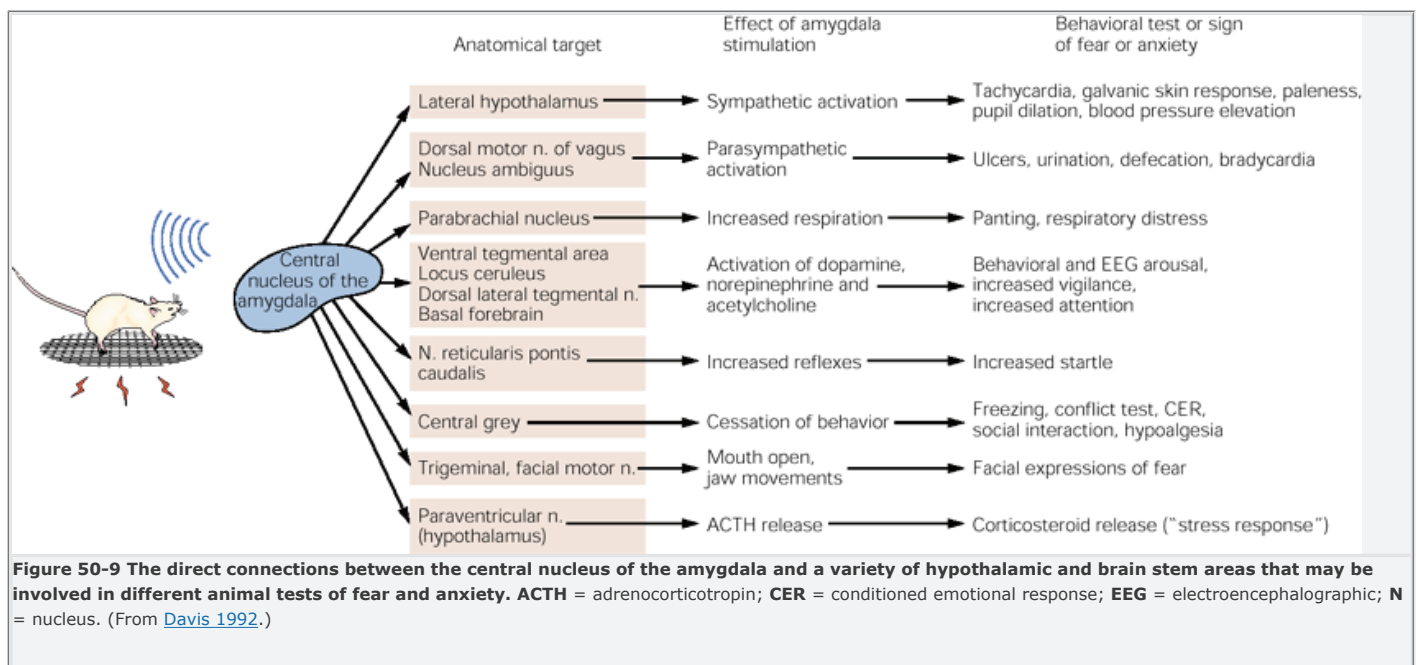 Anatomical target
Effect of amygdala
stimulation
Behavioral test or sign
of fear or anxiety
Central
nucleus of the
amygdala
Lateral hypothalamus
Sympathetic activation
Tachycardia, galvanic skin response, paleness,
pupil dilation, blood pressure elevation
Dorsal motor n. of vagus
Nucleus ambiguus
Parasympathetic
activation
Ulcers, urination, defecation, bradycardia
Parabrachial nucleus
Increased respiration
Panting, respiratory distress
Ventral tegmental area
Locus ceruleus
Dorsal lateral tegmental n.
Basal forebrain
Activation of dopamine,
norepinephrine and
acetylcholine
Behavioral and EEG arousal,
increased vigilance,
increased attention
N. reticularis pontis
caudalis
Increased reflexes
Increased startle
Central grey
Cessation of behavior
Freezing, conflict test, CER,
social interaction, hypoalgesia
Trigeminal, facial motor n.
Mouth open,
jaw movements
Facial expressions of fear
Paraventricular n.
(hypothalamus)
ACTH release
Corticosteroid release ("stress response")
Figure 50-9 The direct connections between the central nucleus of the amygdala and a variety of hypothalamic and brain stem areas that may be
involved in different animal tests of fear and anxiety. ACTH = adrenocorticotropin; CER = conditioned emotional response; EEG = electroencephalographic; N
= nucleus. (From Davis 1992.)